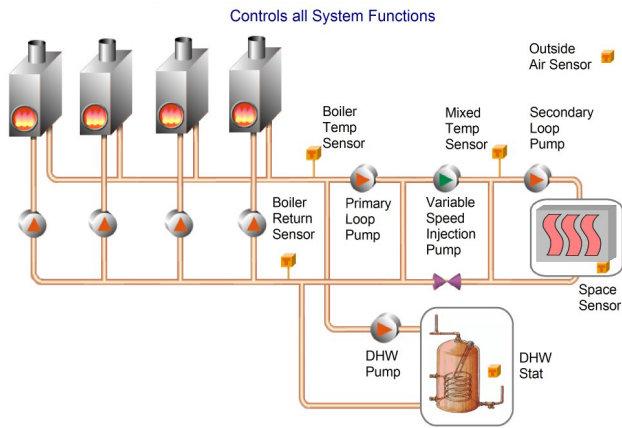 Controls all System Functions
Outside
Air Sensor
Boiler
Temp
Sensor
Mixed
Temp
Sensor
Secondary
Loop
Pump
Boiler
Return
Sensor
Primary
Loop
Pump
Variable
Speed
Injection
Pump
Space
Sensor
DHW
Pump
DHW
Stat